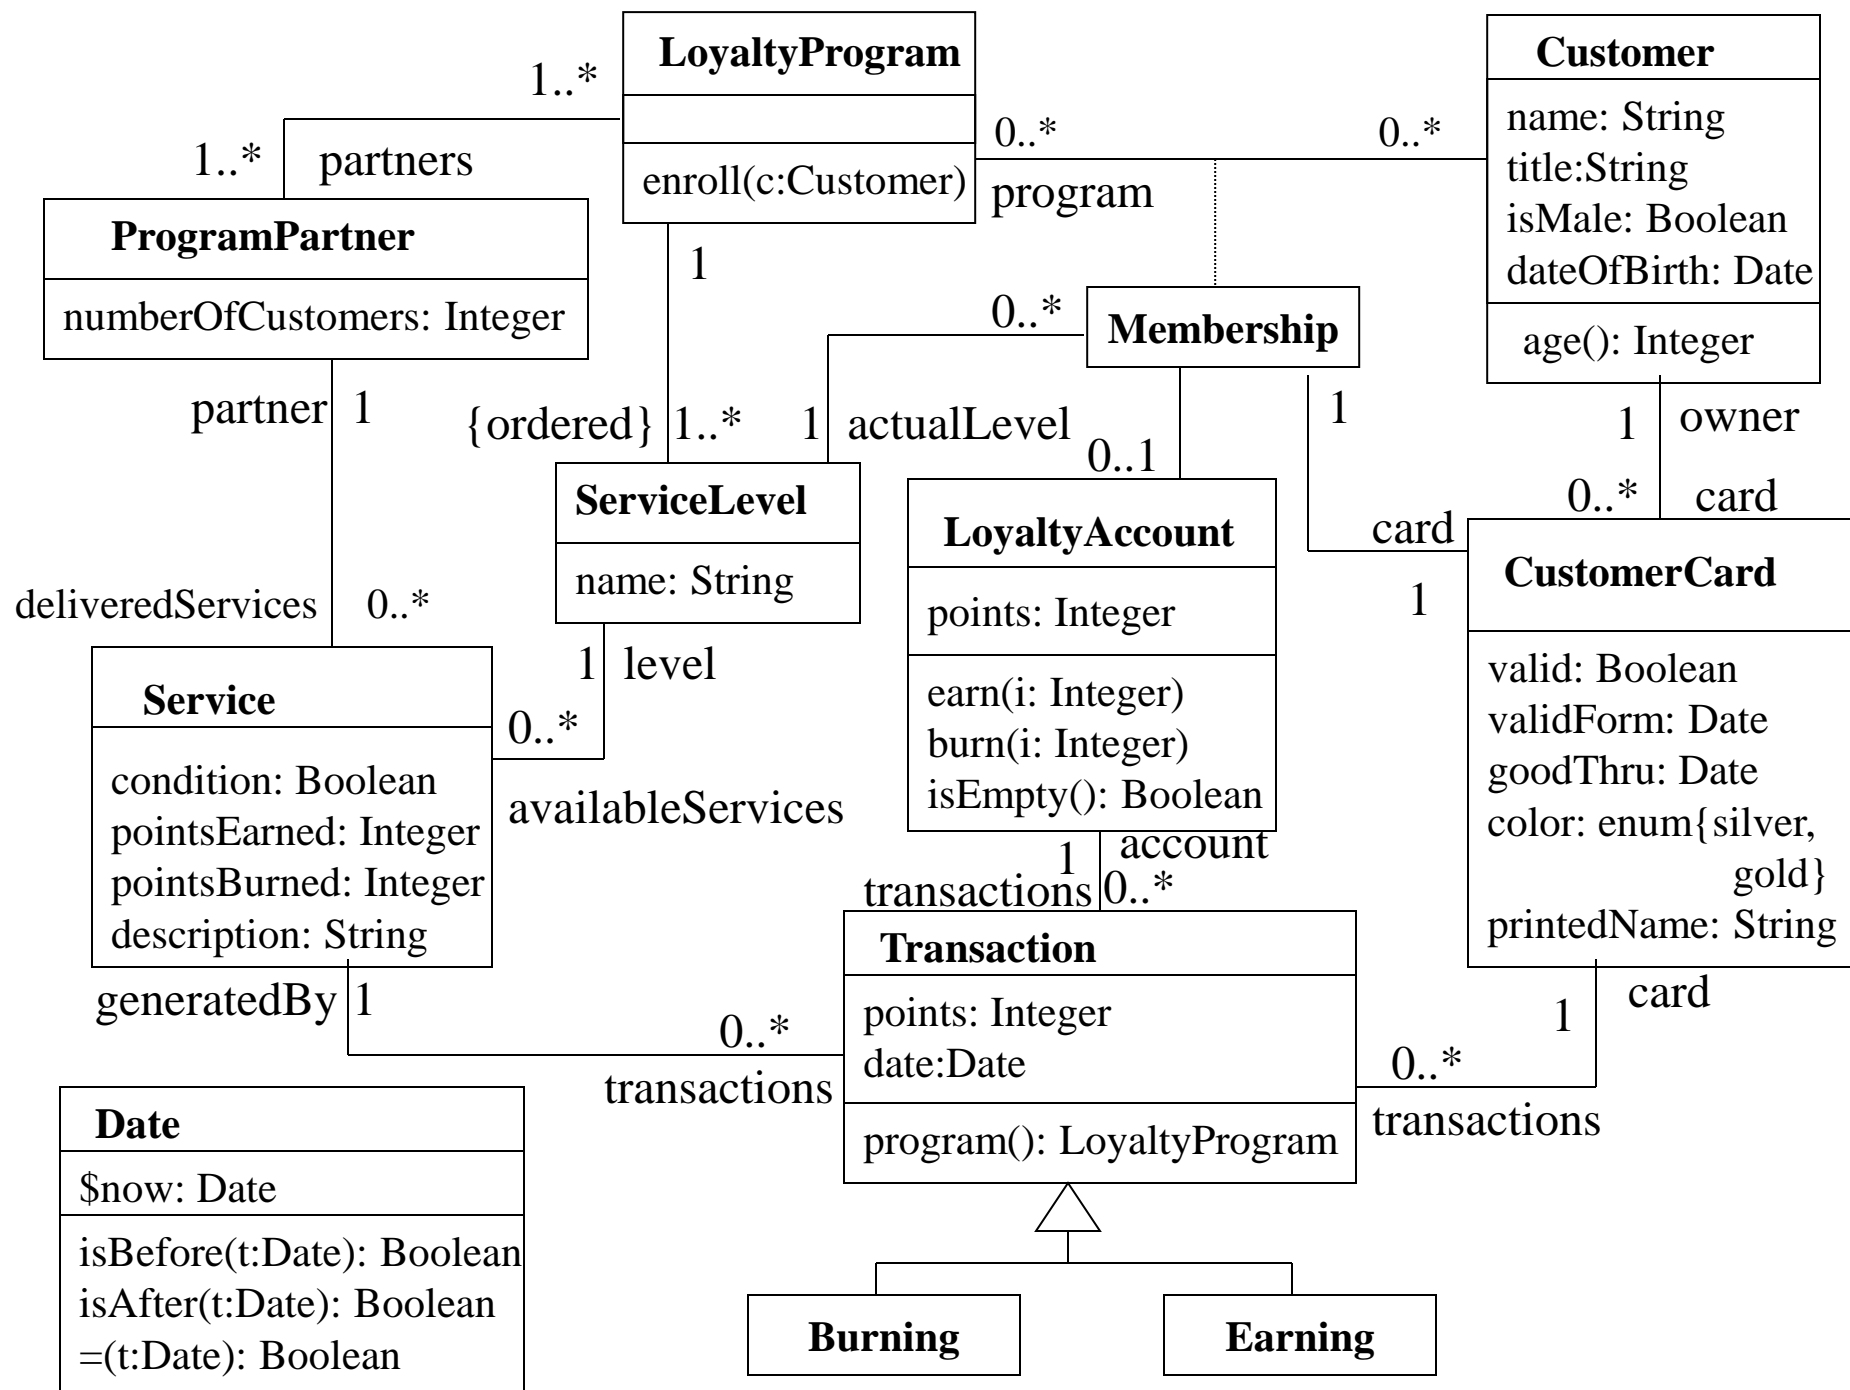 LoyaltyProgram
enroll(c:Customer)
Customer
name: String
title:String
isMale: Boolean
dateOfBirth: Date
age(): Integer
1..*
1..*
partners
0..*
0..*
program
ProgramPartner
numberOfCustomers: Integer
1
0..*
Membership
partner
1
{ordered}
1..*
1
actualLevel
0..1
1
1
owner
0..*
card
card
1
ServiceLevel
name: String
LoyaltyAccount
points: Integer
earn(i: Integer)
burn(i: Integer)
isEmpty(): Boolean
CustomerCard
valid: Boolean
validForm: Date
goodThru: Date
color: enum{silver,
gold}
printedName: String
deliveredServices
0..*
1
level
0..*
availableServices
Service
condition: Boolean
pointsEarned: Integer
pointsBurned: Integer
description: String
1
account
transactions
0..*
Transaction
points: Integer
date:Date
program(): LoyaltyProgram
generatedBy
1
0..*
transactions
card
1
0..*
transactions
Date
$now: Date
isBefore(t:Date): Boolean
isAfter(t:Date): Boolean
=(t:Date): Boolean
Burning
Earning